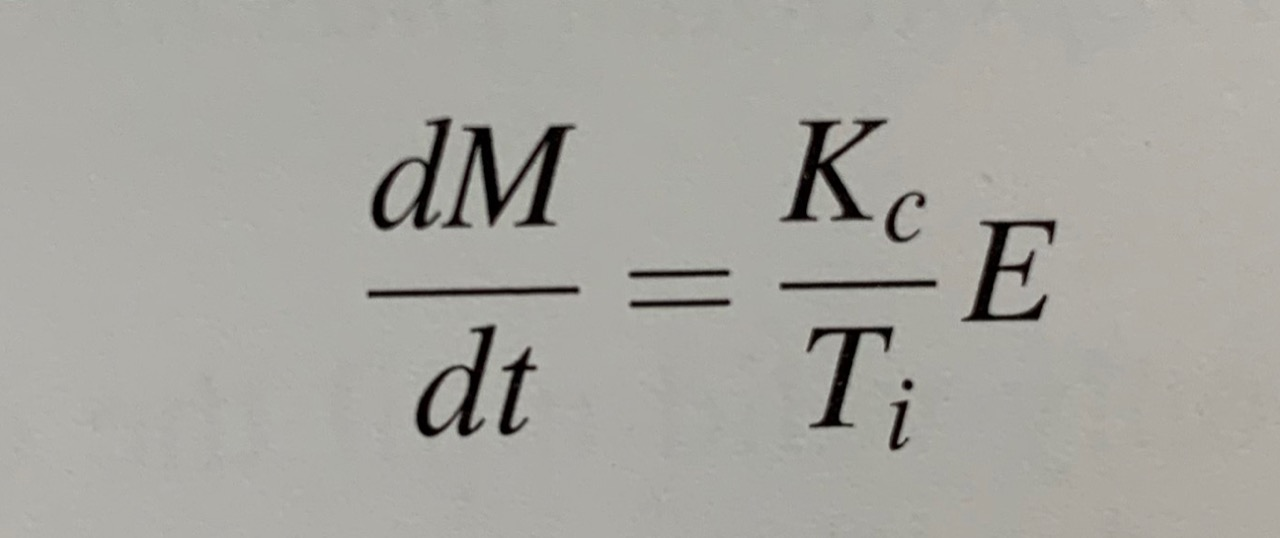 dM/dt = K_c/T_i E